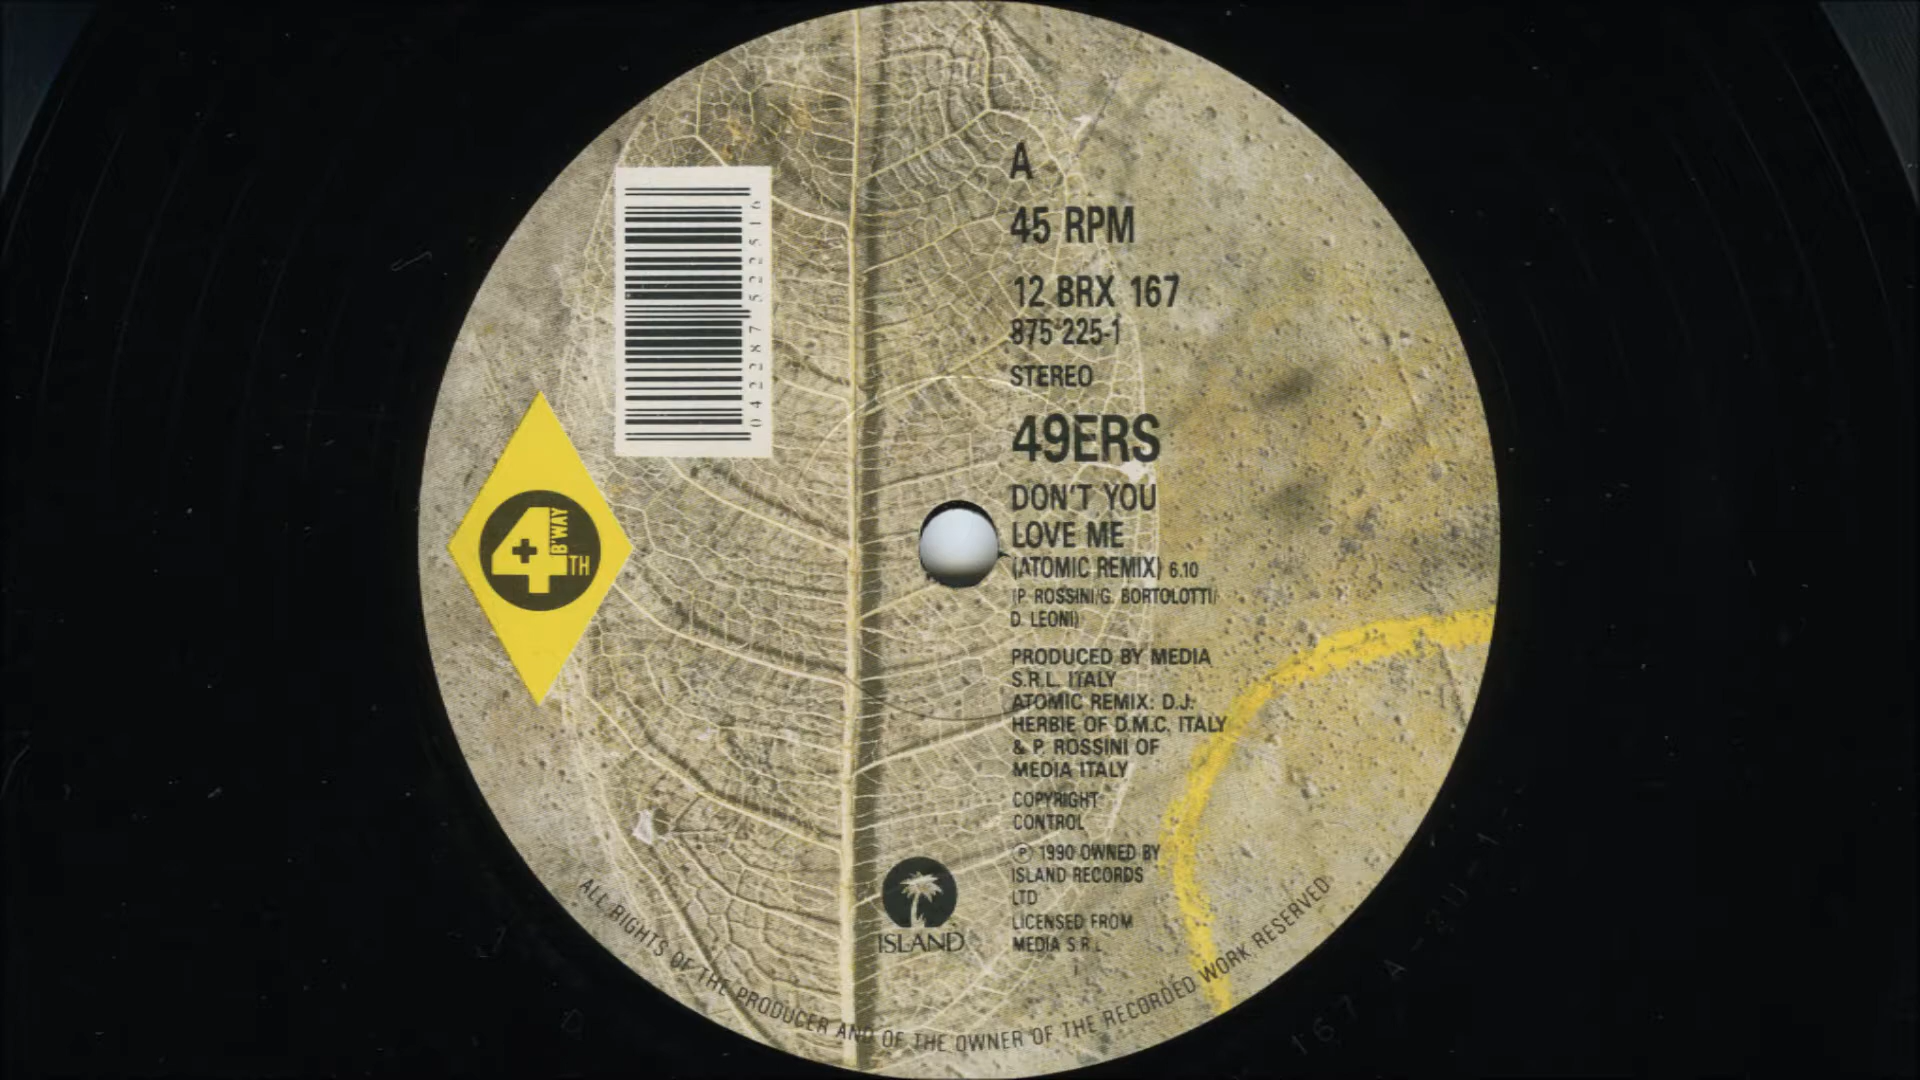 A
45 RPM
12 BRX 167
875 225-1
STEREO
49ERS
DON'T YOU
LOVE ME
(ATOMIC REMIX) 6.10
(P. ROSSINI/G. BORTOLOTTI/
D. LEONI)
PRODUCED BY MEDIA
S.R.L. ITALY
ATOMIC REMIX: D.J.
HERBIE OF D.M.C. ITALY
& P. ROSSINI OF
MEDIA ITALY
COPYRIGHT
CONTROL
Ⓟ 1990 OWNED BY
ISLAND RECORDS
LTD
LICENSED FROM
MEDIA S.R.L.
042287522516
4TH
B'WAY
ISLAND
ALL RIGHTS OF THE PRODUCER AND OF THE OWNER OF THE RECORDED WORK RESERVED